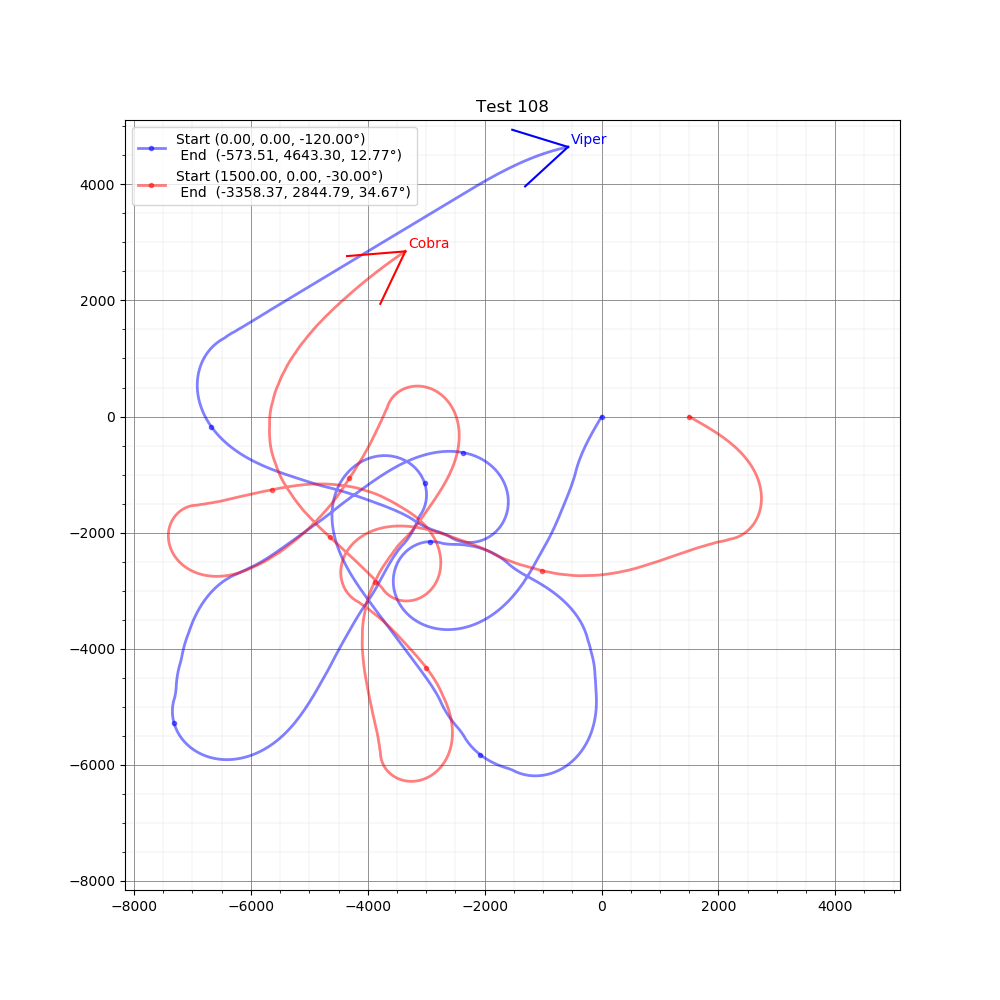 Test 108
Start (0.00, 0.00, -120.00°)
End  (-573.51, 4643.30, 12.77°)
Start (1500.00, 0.00, -30.00°)
End  (-3358.37, 2844.79, 34.67°)
Viper
Cobra
4000
2000
0
−2000
−4000
−6000
−8000
−8000 −6000 −4000 −2000 0 2000 4000